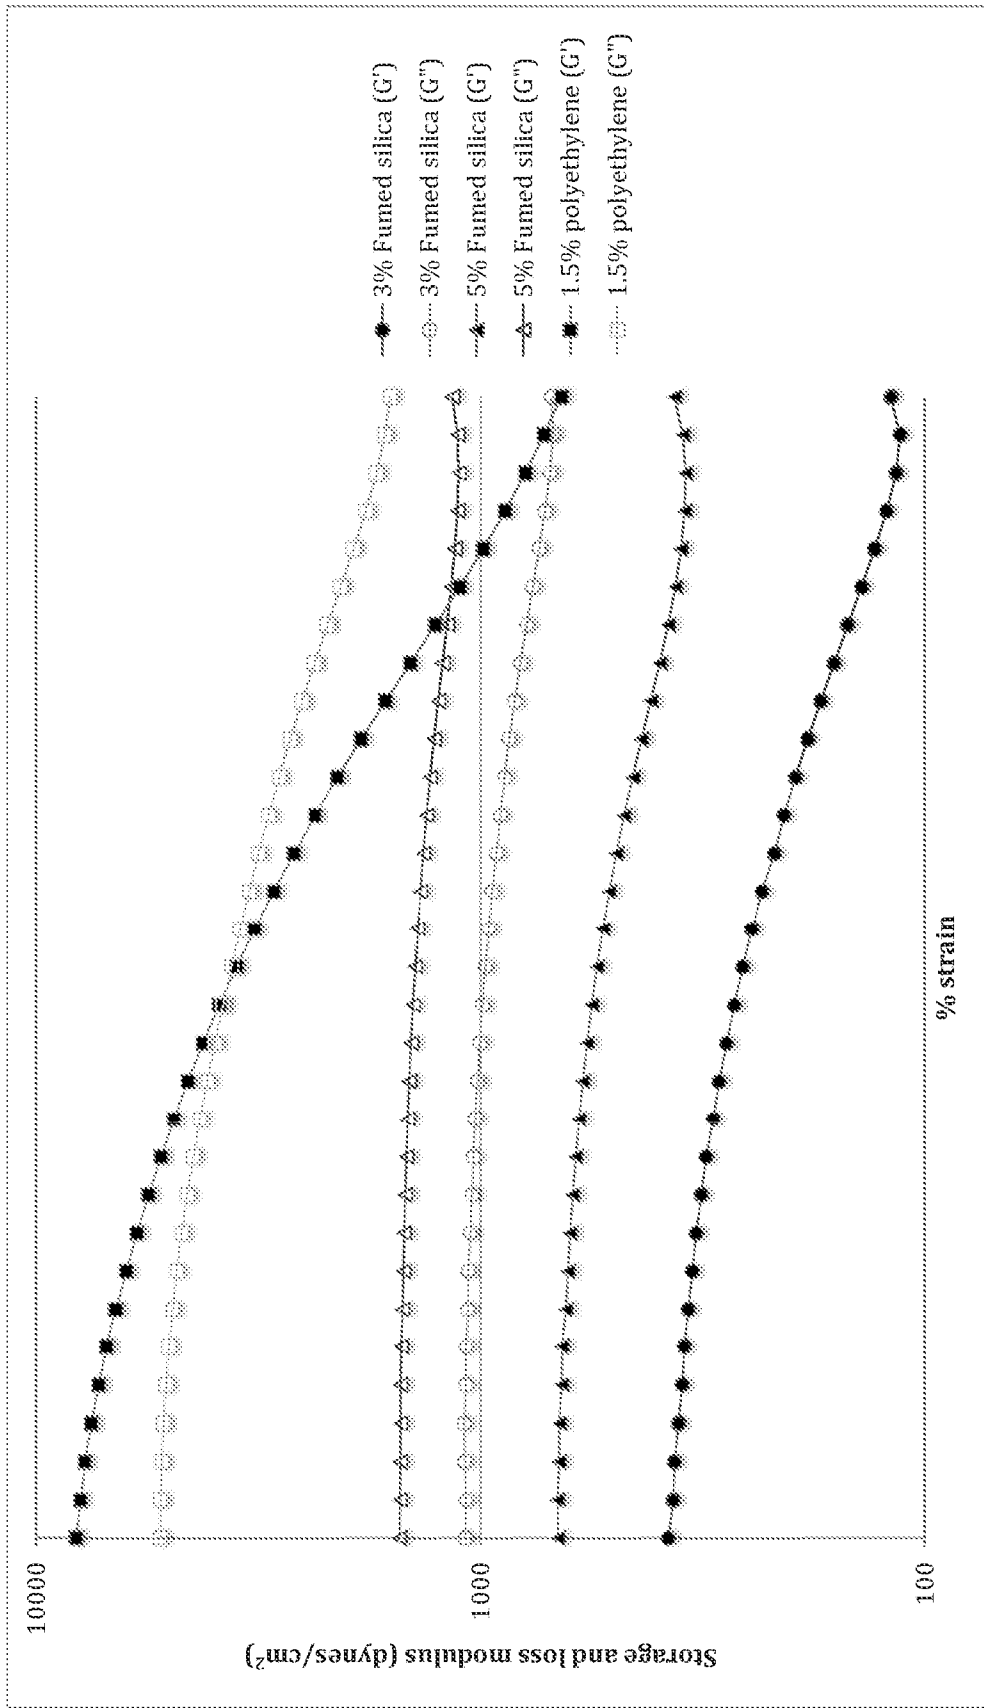 10000
1000
100
Storage and loss modulus (dynes/cm²)
% strain
3% Fumed silica (G')
3% Fumed silica (G")
5% Fumed silica (G')
5% Fumed silica (G")
1.5% polyethylene (G')
1.5% polyethylene (G")